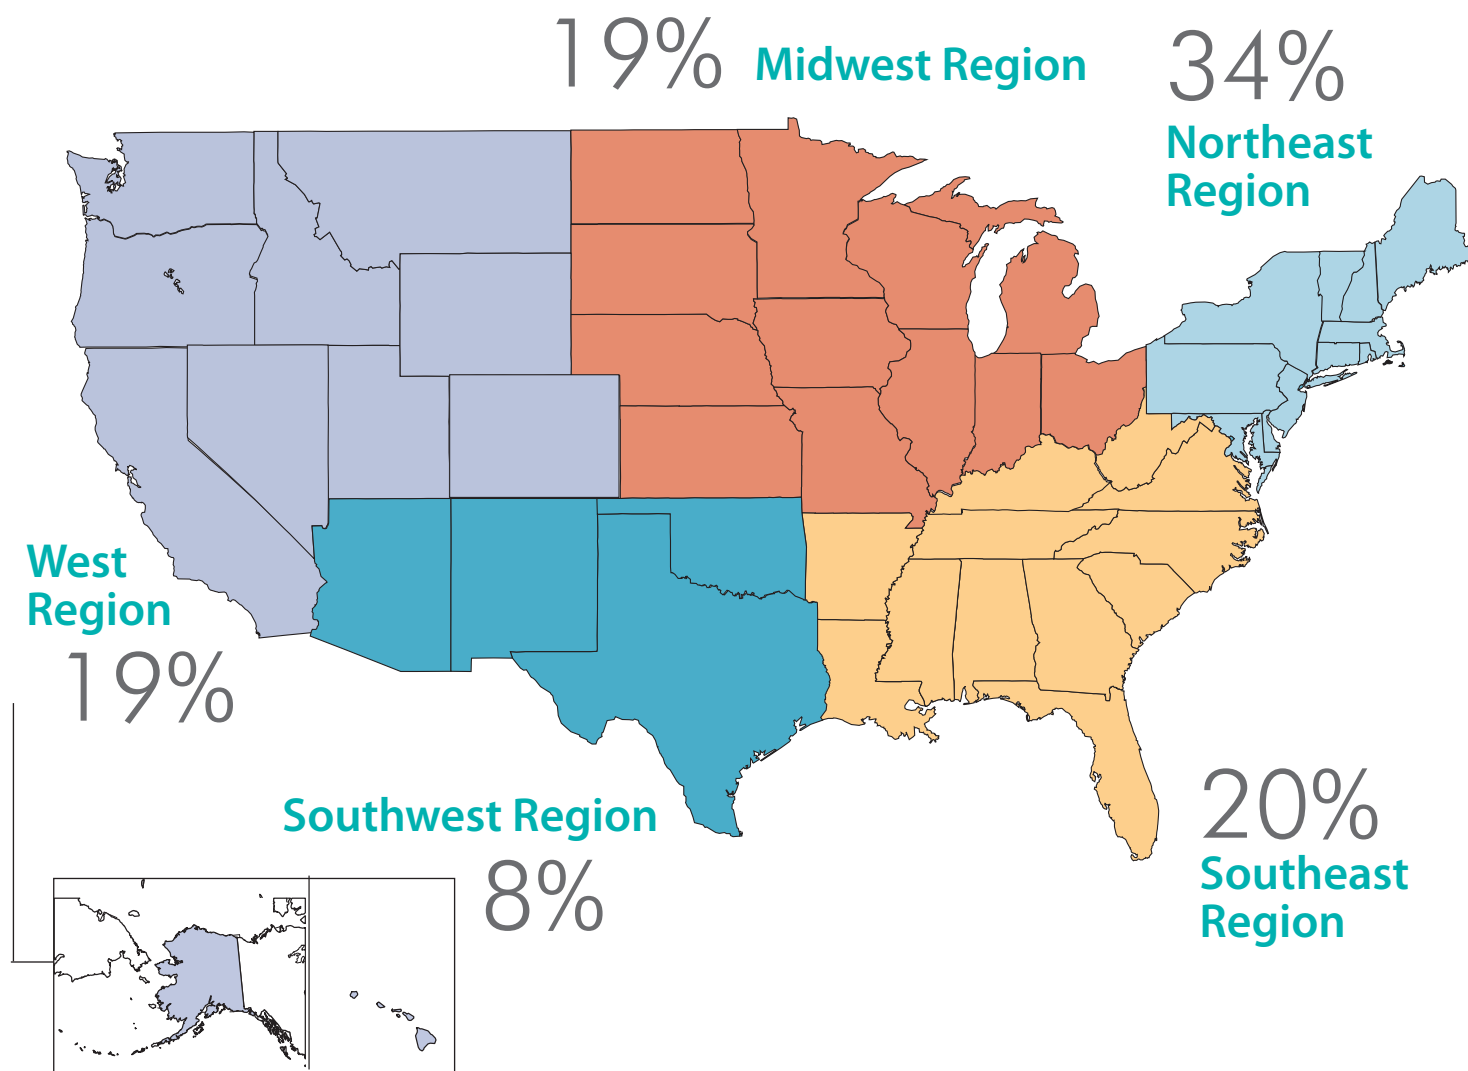 19% Midwest Region
34%
Northeast
Region
West
Region
19%
Southwest Region
8%
20%
Southeast
Region